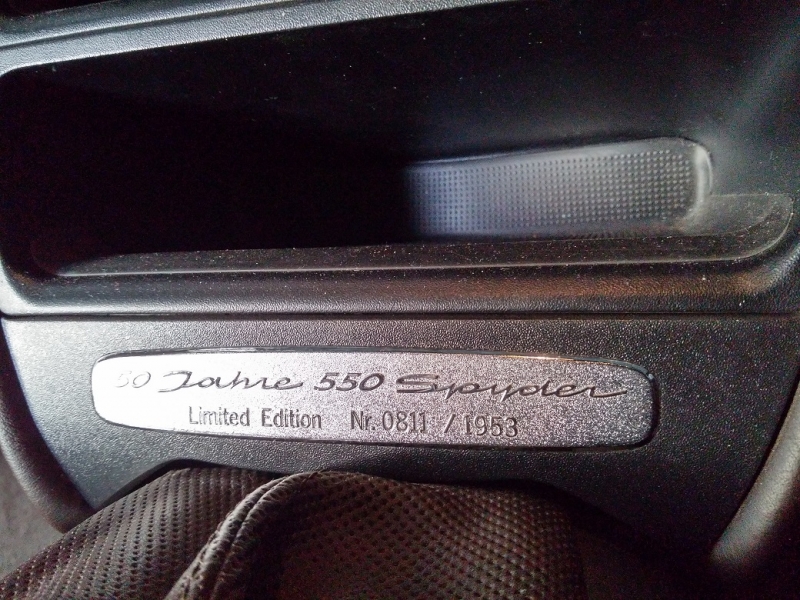 50 Jahre 550 Spyder
Limited Edition Nr. 0811 / 1953